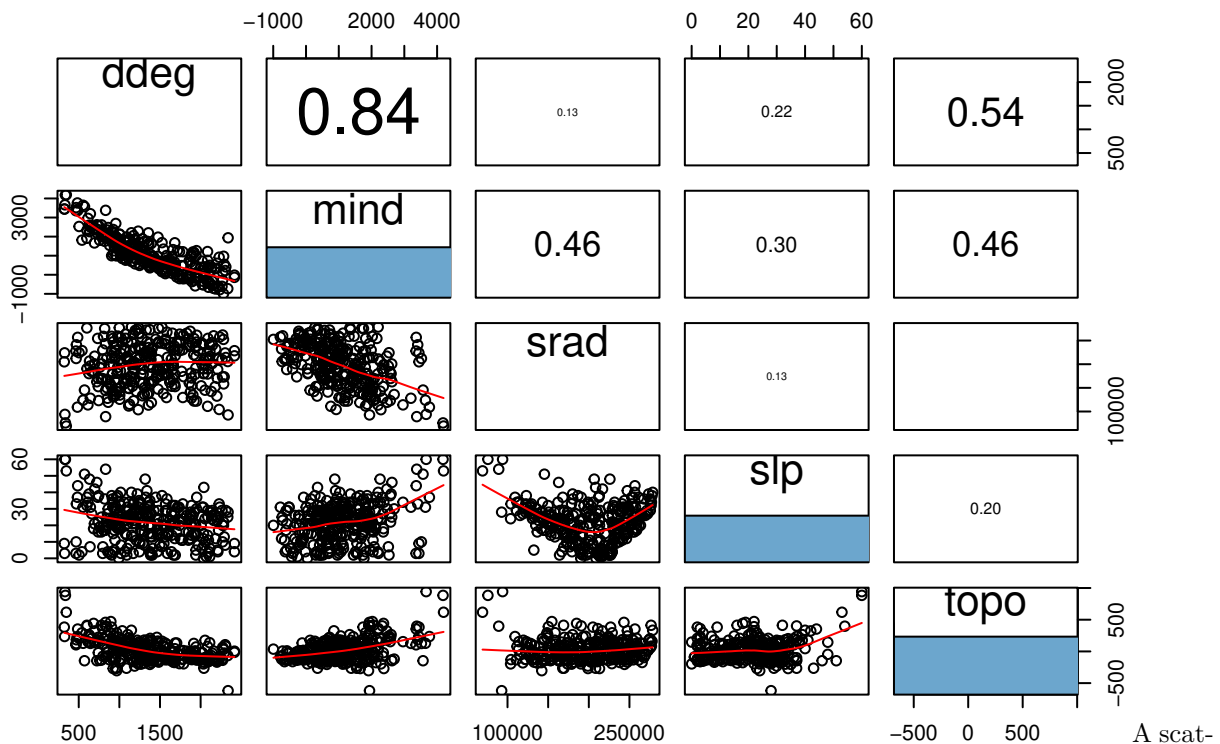 −1000 2000 4000 0 20 40 60
ddeg 0.84 0.13 0.22 0.54 500 2000
−1000 3000 mind 0.46 0.30 0.46
srad 0.13 100000
0 30 60 slp 0.20
topo −500 500
500 1500 100000 250000 −500 0 500
A scat-